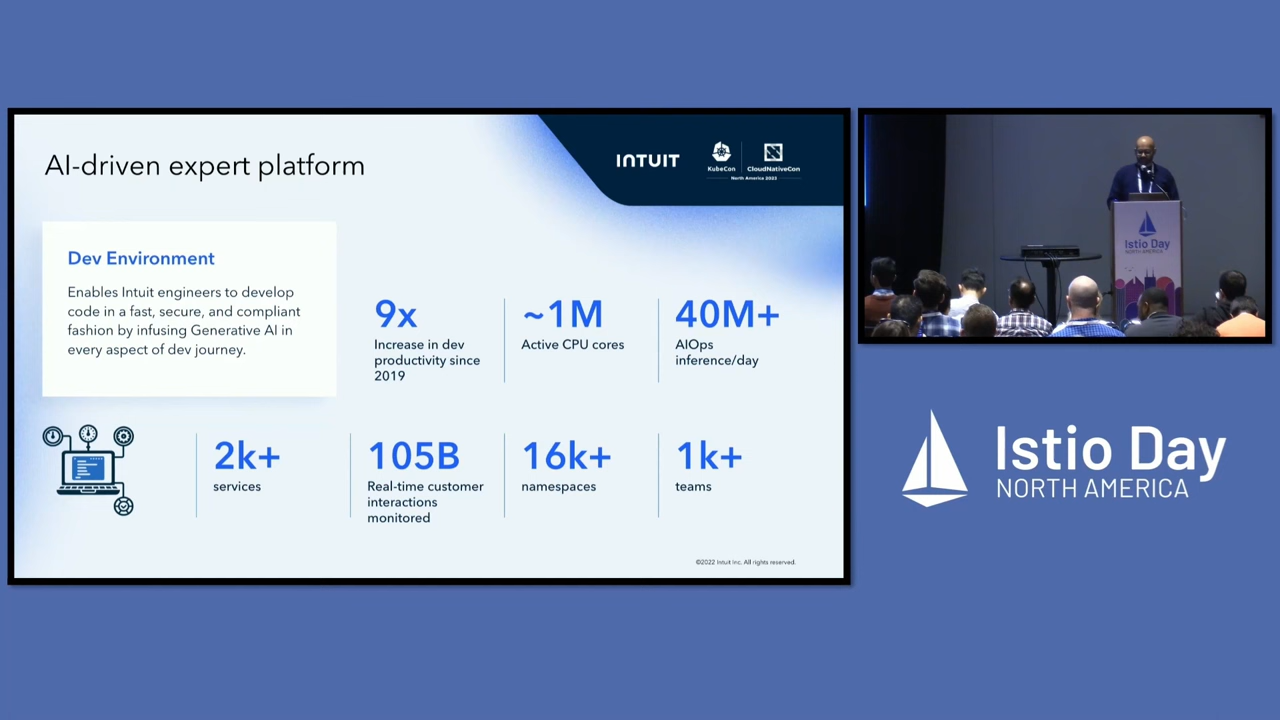 AI-driven expert platform
INTUIT
KubeCon
CloudNativeCon
North America 2023
Dev Environment
Enables Intuit engineers to develop
code in a fast, secure, and compliant
fashion by infusing Generative AI in
every aspect of dev journey.
9x
Increase in dev
productivity since
2019
~1M
Active CPU cores
40M+
AIOps
inference/day
2k+
services
105B
Real-time customer
interactions
monitored
16k+
namespaces
1k+
teams
©2022 Intuit Inc. All rights reserved.
Istio Day
NORTH AMERICA
Istio Day
NORTH AMERICA